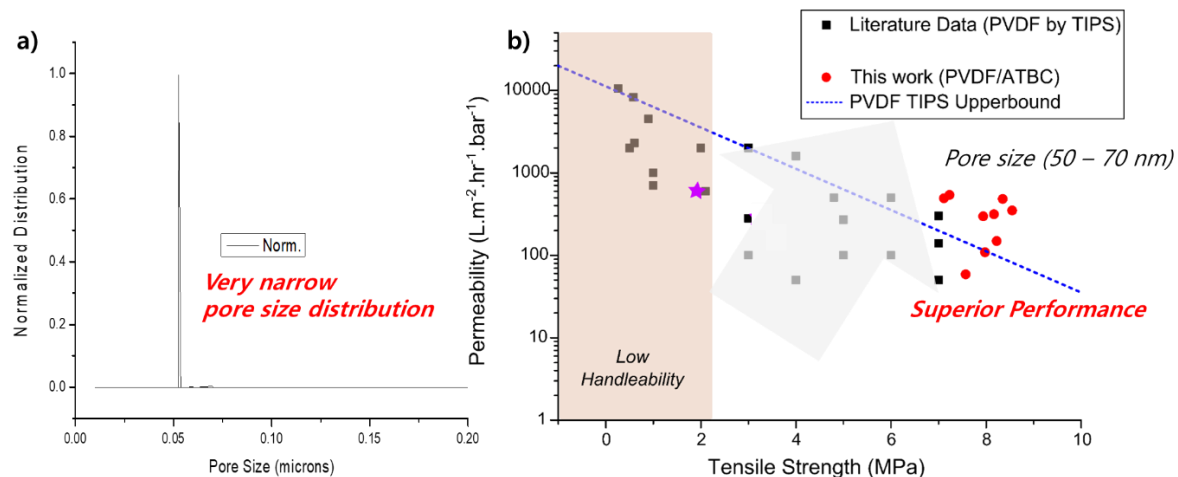 a)
Normalized Distribution
1.0
0.8
0.6
0.4
0.2
0.0
Norm.
Very narrow
pore size distribution
0.00
0.05
0.10
0.15
0.20
Pore Size (microns)
b)
Literature Data (PVDF by TIPS)
This work (PVDF/ATBC)
PVDF TIPS Upperbound
Permeability (L.m⁻².hr⁻¹.bar⁻¹)
10000
1000
100
10
1
Pore size (50 – 70 nm)
Superior Performance
Low
Handleability
0
2
4
6
8
10
Tensile Strength (MPa)